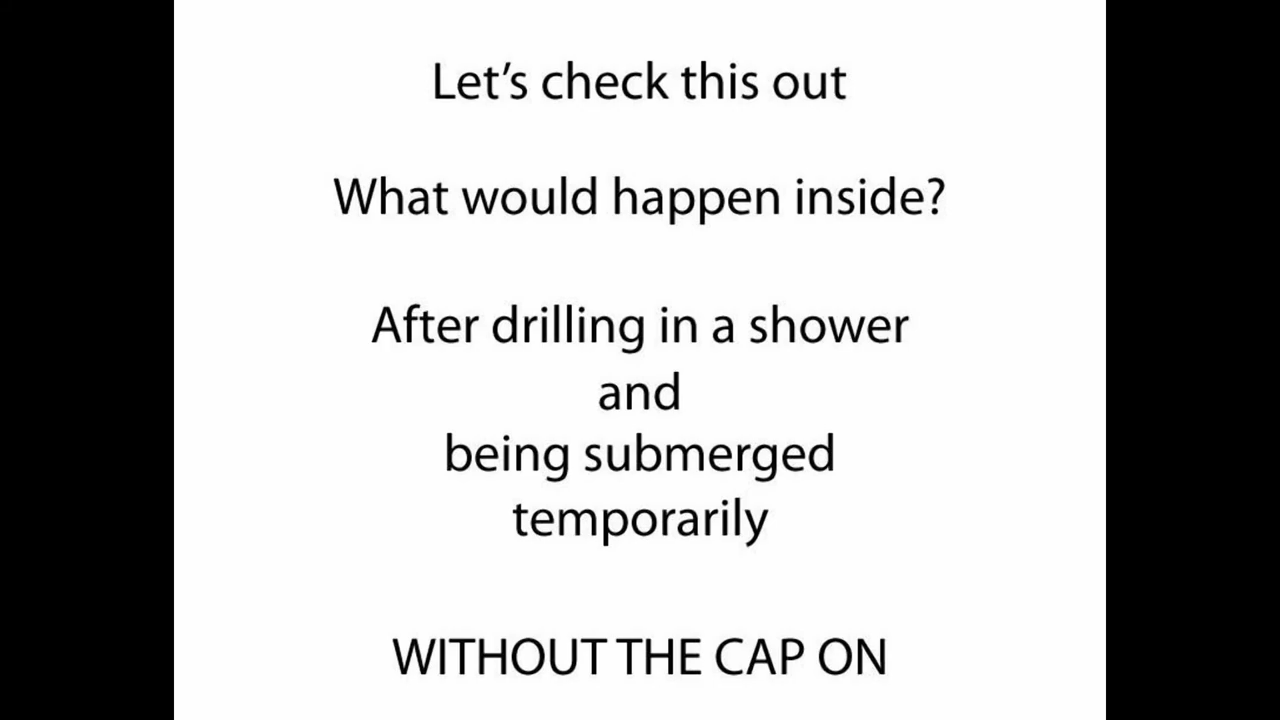 Let’s check this out
What would happen inside?
After drilling in a shower
and
being submerged
temporarily
WITHOUT THE CAP ON